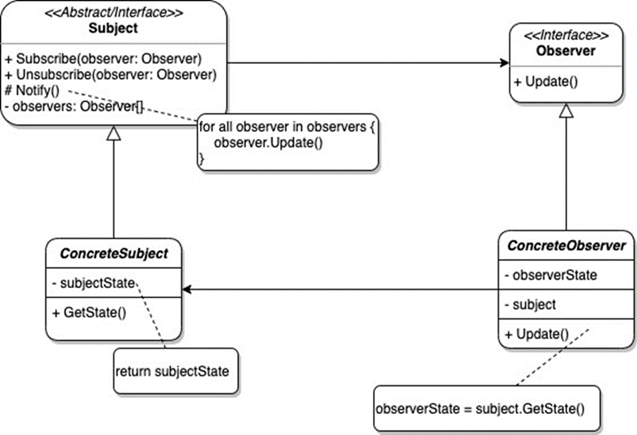 <<Abstract/Interface>>
Subject
+ Subscribe(observer: Observer)
+ Unsubscribe(observer: Observer)
# Notify()
- observers: Observer[]
for all observer in observers {
observer.Update()
}
<<Interface>>
Observer
+ Update()
ConcreteSubject
- subjectState
+ GetState()
return subjectState
ConcreteObserver
- observerState
- subject
+ Update()
observerState = subject.GetState()